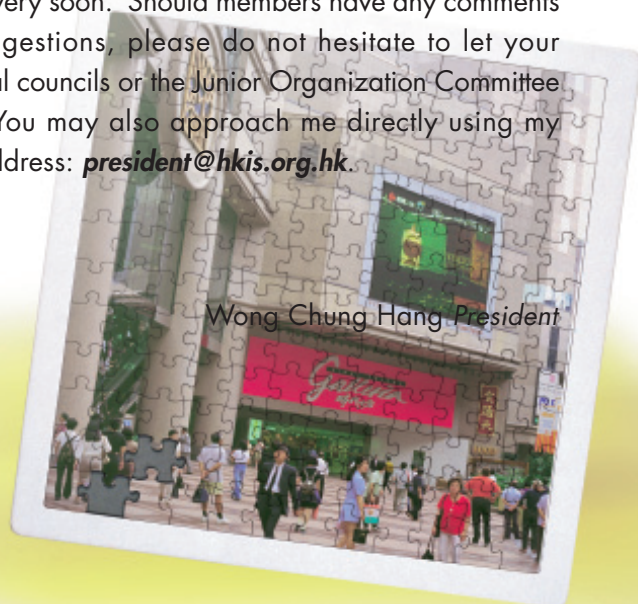 very soon. Should members have any comments
gestions, please do not hesitate to let your
al councils or the Junior Organization Committee
You may also approach me directly using my
ddress: president@hkis.org.hk.
Wong Chung Hang President